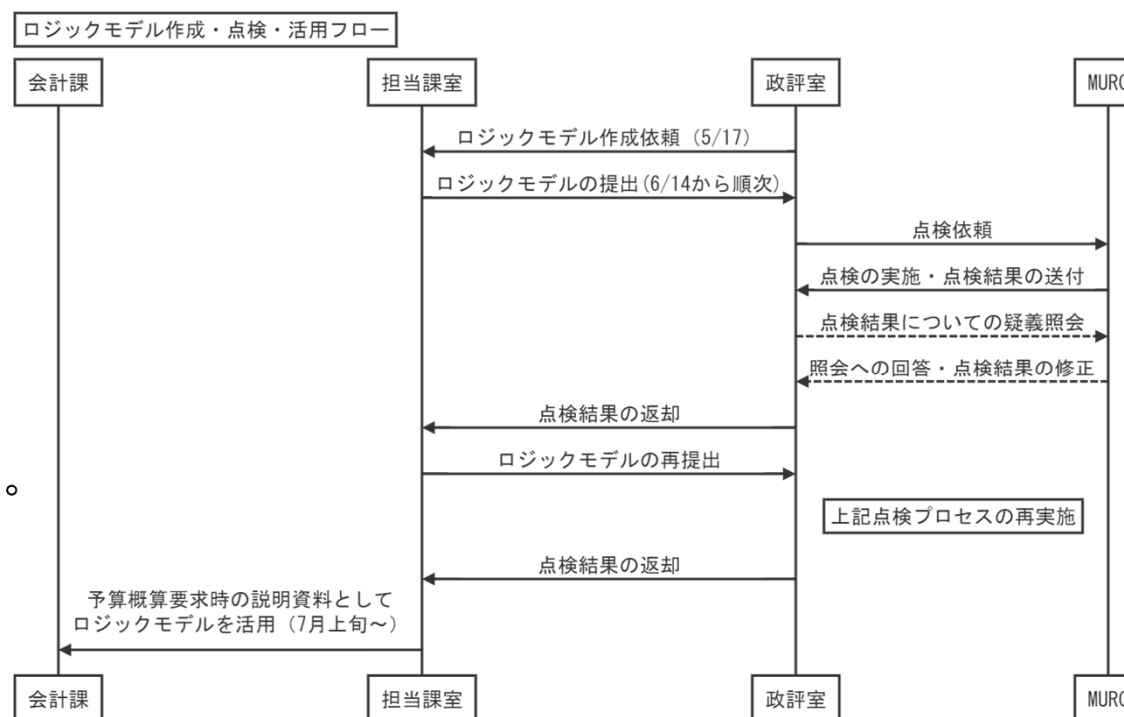 ロジックモデル作成・点検・活用フロー
会計課
担当課室
政評室
MURC
ロジックモデル作成依頼（5/17）
ロジックモデルの提出(6/14から順次)
点検依頼
点検の実施・点検結果の送付
点検結果についての疑義照会
照会への回答・点検結果の修正
点検結果の返却
ロジックモデルの再提出
。
上記点検プロセスの再実施
点検結果の返却
予算概算要求時の説明資料として
ロジックモデルを活用（7月上旬～）
会計課
担当課室
政評室
MURC